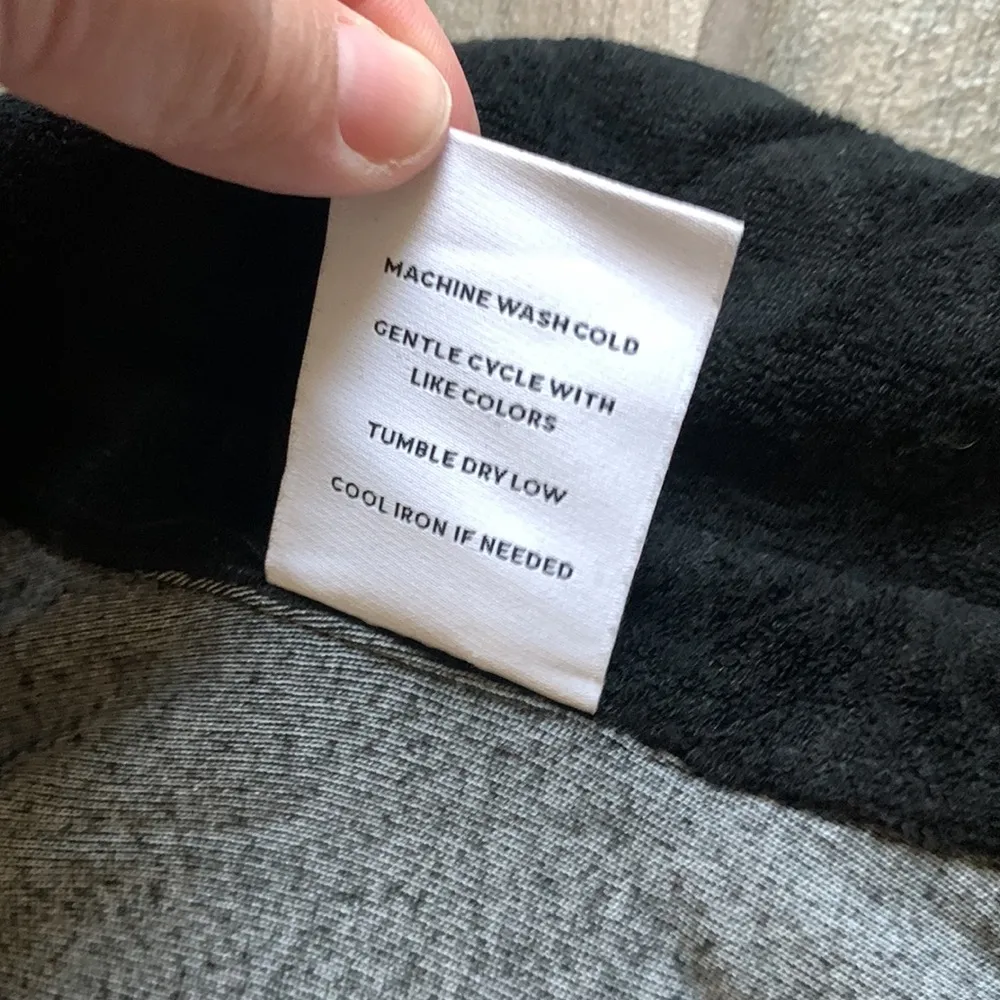 MACHINE WASH COLD
GENTLE CYCLE WITH
LIKE COLORS
TUMBLE DRY LOW
COOL IRON IF NEEDED